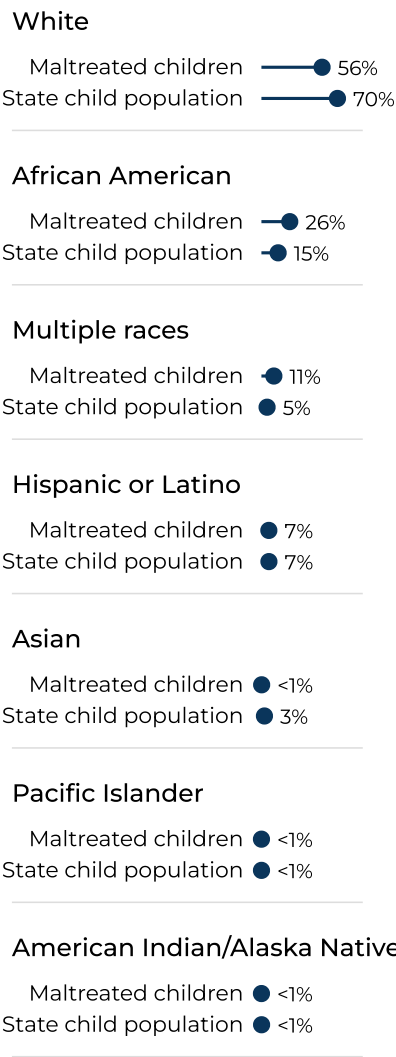 White
Maltreated children 56%
State child population 70%
African American
Maltreated children 26%
State child population 15%
Multiple races
Maltreated children 11%
State child population 5%
Hispanic or Latino
Maltreated children 7%
State child population 7%
Asian
Maltreated children <1%
State child population 3%
Pacific Islander
Maltreated children <1%
State child population <1%
American Indian/Alaska Native
Maltreated children <1%
State child population <1%